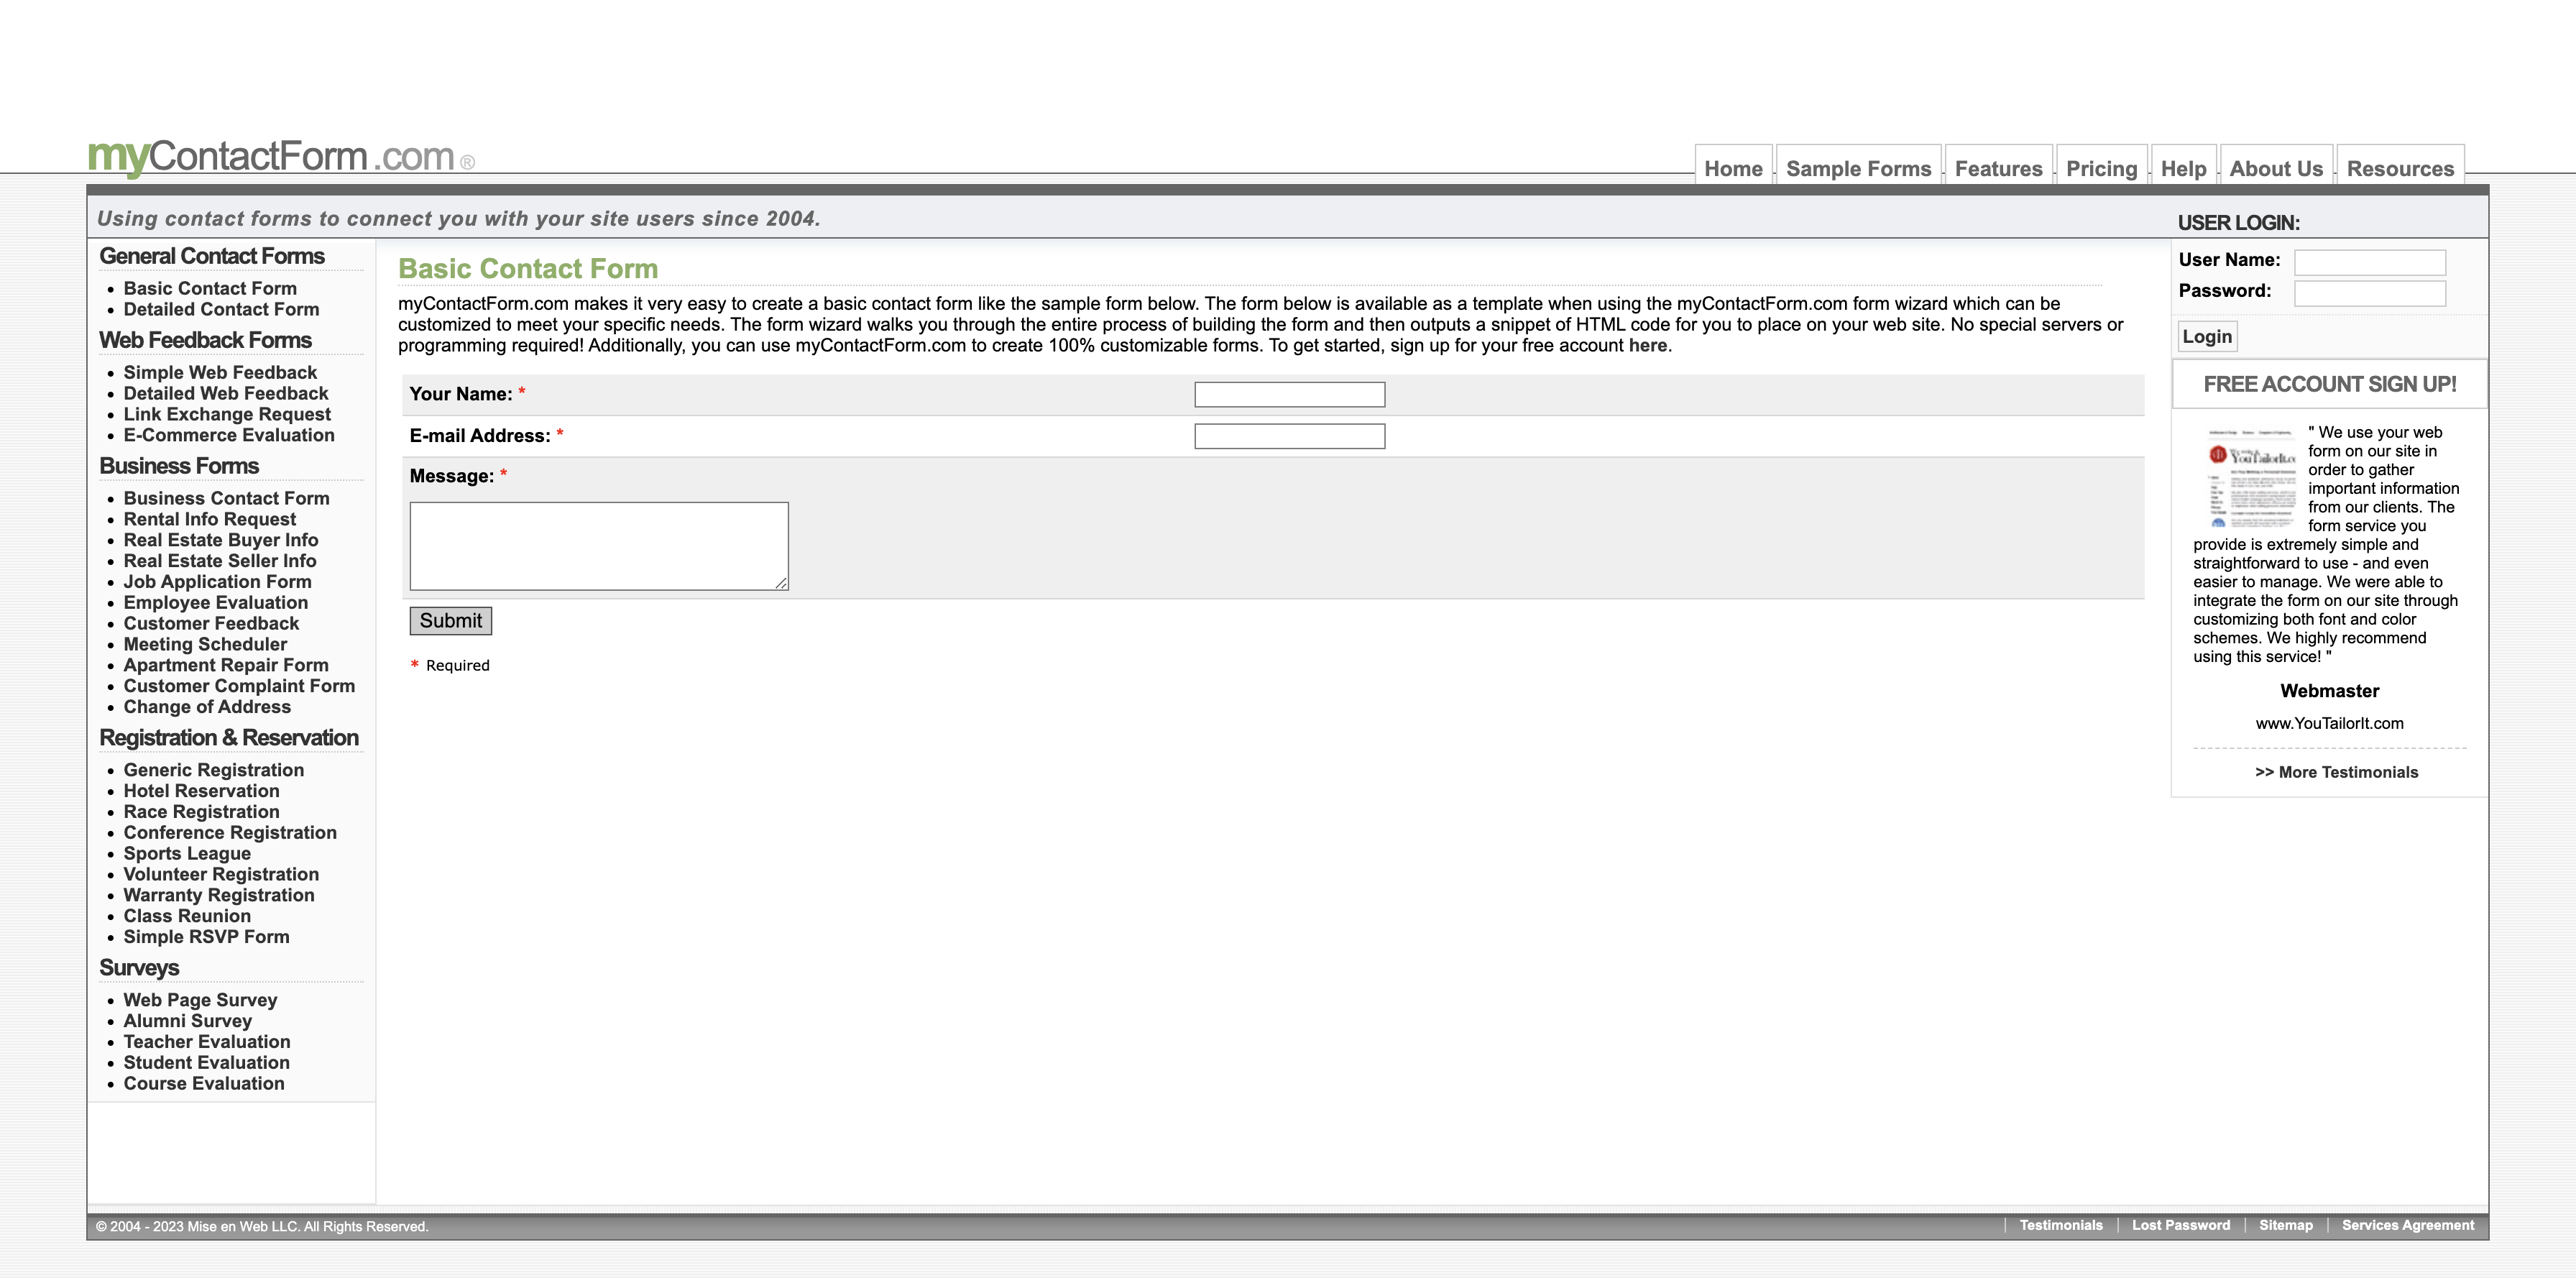 myContactForm.com®
Home
Sample Forms
Features
Pricing
Help
About Us
Resources
Using contact forms to connect you with your site users since 2004.
USER LOGIN:
General Contact Forms
Basic Contact Form
Detailed Contact Form
Web Feedback Forms
Simple Web Feedback
Detailed Web Feedback
Link Exchange Request
E-Commerce Evaluation
Business Forms
Business Contact Form
Rental Info Request
Real Estate Buyer Info
Real Estate Seller Info
Job Application Form
Employee Evaluation
Customer Feedback
Meeting Scheduler
Apartment Repair Form
Customer Complaint Form
Change of Address
Registration & Reservation
Generic Registration
Hotel Reservation
Race Registration
Conference Registration
Sports League
Volunteer Registration
Warranty Registration
Class Reunion
Simple RSVP Form
Surveys
Web Page Survey
Alumni Survey
Teacher Evaluation
Student Evaluation
Course Evaluation
Basic Contact Form
myContactForm.com makes it very easy to create a basic contact form like the sample form below. The form below is available as a template when using the myContactForm.com form wizard which can be
customized to meet your specific needs. The form wizard walks you through the entire process of building the form and then outputs a snippet of HTML code for you to place on your web site. No special servers or
programming required! Additionally, you can use myContactForm.com to create 100% customizable forms. To get started, sign up for your free account here.
Your Name: *
E-mail Address: *
Message: *
Submit
* Required
User Name:
Password:
Login
FREE ACCOUNT SIGN UP!
YouTailorIt.co
" We use your web
form on our site in
order to gather
important information
from our clients. The
form service you
provide is extremely simple and
straightforward to use - and even
easier to manage. We were able to
integrate the form on our site through
customizing both font and color
schemes. We highly recommend
using this service! "
Webmaster
www.YouTailorIt.com
>> More Testimonials
© 2004 - 2023 Mise en Web LLC. All Rights Reserved.
Testimonials
Lost Password
Sitemap
Services Agreement